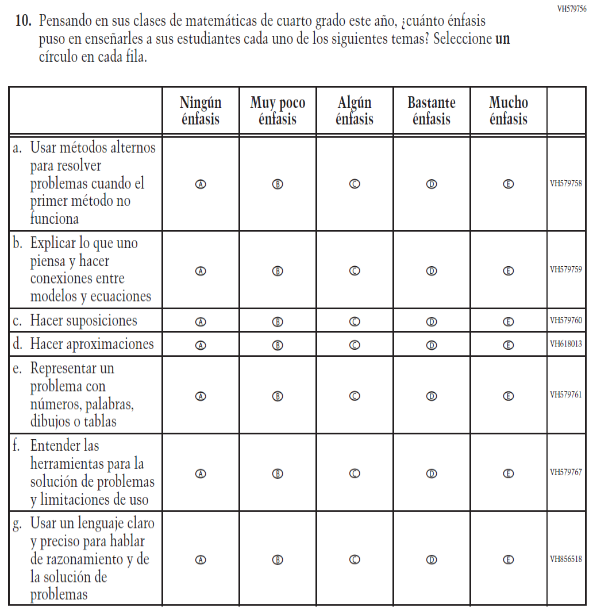 VH579756
10. Pensando en sus clases de matemáticas de cuarto grado este año, ¿cuánto énfasis
puso en enseñarles a sus estudiantes cada uno de los siguientes temas? Seleccione un
círculo en cada fila.
Ningún énfasis Muy poco énfasis Algún énfasis Bastante énfasis Mucho énfasis
a. Usar métodos alternos
para resolver
problemas cuando el
primer método no
funciona
A B C D E VH579758
b. Explicar lo que uno
piensa y hacer
conexiones entre
modelos y ecuaciones
A B C D E VH579759
c. Hacer suposiciones A B C D E VH579760
d. Hacer aproximaciones A B C D E VH618013
e. Representar un
problema con
números, palabras,
dibujos o tablas
A B C D E VH579761
f. Entender las
herramientas para la
solución de problemas
y limitaciones de uso
A B C D E VH579767
g. Usar un lenguaje claro
y preciso para hablar
de razonamiento y de
la solución de
problemas
A B C D E VH856518